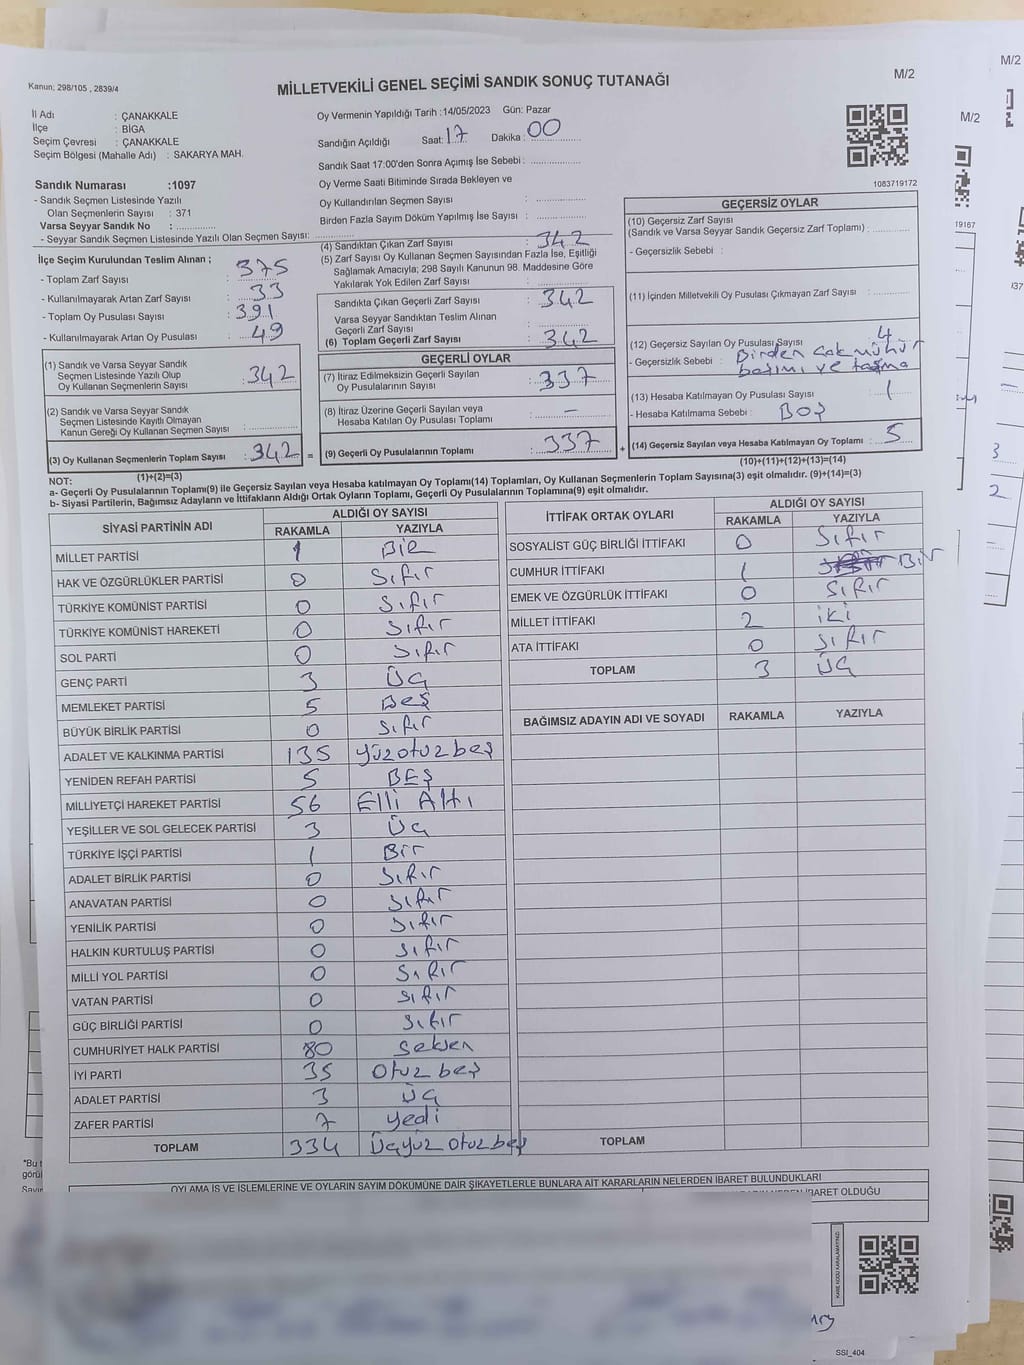 M/2
Kanun; 298/105 , 2839/4
MİLLETVEKİLİ GENEL SEÇİMİ SANDIK SONUÇ TUTANAĞI
M/2
M/2
İl Adı : ÇANAKKALE
İlçe : BİGA
Seçim Çevresi : ÇANAKKALE
Seçim Bölgesi (Mahalle Adı) : SAKARYA MAH.
Oy Vermenin Yapıldığı Tarih :14/05/2023 Gün: Pazar
Sandığın Açıldığı Saat: 17 Dakika: 00
Sandık Saat 17:00'den Sonra Açımış İse Sebebi :
Oy Verme Saati Bitiminde Sırada Bekleyen ve
Oy Kullandırılan Seçmen Sayısı :
Birden Fazla Sayım Döküm Yapılmış İse Sayısı :
1083719172
Sandık Numarası :1097
- Sandık Seçmen Listesinde Yazılı
Olan Seçmenlerin Sayısı : 371
Varsa Seyyar Sandık No :
- Seyyar Sandık Seçmen Listesinde Yazılı Olan Seçmen Sayısı:
İlçe Seçim Kurulundan Teslim Alınan ;
- Toplam Zarf Sayısı : 375
- Kullanılmayarak Artan Zarf Sayısı : 33
- Toplam Oy Pusulası Sayısı : 391
- Kullanılmayarak Artan Oy Pusulası : 49
(1) Sandık ve Varsa Seyyar Sandık
Seçmen Listesinde Yazılı Olup
Oy Kullanan Seçmenlerin Sayısı : 342
(2) Sandık ve Varsa Seyyar Sandık
Seçmen Listesinde Kayıtlı Olmayan
Kanun Gereği Oy Kullanan Seçmen Sayısı :
(3) Oy Kullanan Seçmenlerin Toplam Sayısı : 342 =
(1)+(2)=(3)
(4) Sandıktan Çıkan Zarf Sayısı : 342
(5) Zarf Sayısı Oy Kullanan Seçmen Sayısından Fazla İse, Eşitliği
Sağlamak Amacıyla; 298 Sayılı Kanunun 98. Maddesine Göre
Yakılarak Yok Edilen Zarf Sayısı :
Sandıkta Çıkan Geçerli Zarf Sayısı : 342
Varsa Seyyar Sandıktan Teslim Alınan
Geçerli Zarf Sayısı :
(6) Toplam Geçerli Zarf Sayısı : 342
GEÇERLİ OYLAR
(7) İtiraz Edilmeksizin Geçerli Sayılan
Oy Pusulalarının Sayısı : 337
(8) İtiraz Üzerine Geçerli Sayılan veya
Hesaba Katılan Oy Pusulası Toplamı : –
(9) Geçerli Oy Pusulalarının Toplamı : 337 +
GEÇERSİZ OYLAR
(10) Geçersiz Zarf Sayısı
(Sandık ve Varsa Seyyar Sandık Geçersiz Zarf Toplamı) :
- Geçersizlik Sebebi :
(11) İçinden Milletvekili Oy Pusulası Çıkmayan Zarf Sayısı :
(12) Geçersiz Sayılan Oy Pusulası Sayısı : 4
- Geçersizlik Sebebi : Birden çok mühür
basımı ve taşma
(13) Hesaba Katılmayan Oy Pusulası Sayısı : 1
- Hesaba Katılmama Sebebi : BOŞ
(14) Geçersiz Sayılan veya Hesaba Katılmayan Oy Toplamı : 5
(10)+(11)+(12)+(13)=(14)
NOT:
a- Geçerli Oy Pusulalarının Toplamı(9) ile Geçersiz Sayılan veya Hesaba katılmayan Oy Toplamı(14) Toplamları, Oy Kullanan Seçmenlerin Toplam Sayısına(3) eşit olmalıdır. (9)+(14)=(3)
b- Siyasi Partilerin, Bağımsız Adayların ve İttifakların Aldığı Ortak Oyların Toplamı, Geçerli Oy Pusulalarının Toplamına(9) eşit olmalıdır.
SİYASİ PARTİNİN ADI ALDIĞI OY SAYISI
RAKAMLA YAZIYLA
MİLLET PARTİSİ 1 BİR
HAK VE ÖZGÜRLÜKLER PARTİSİ 0 Sıfır
TÜRKİYE KOMÜNİST PARTİSİ 0 Sıfır
TÜRKİYE KOMÜNİST HAREKETİ 0 Sıfır
SOL PARTİ 0 Sıfır
GENÇ PARTİ 3 Üç
MEMLEKET PARTİSİ 5 Beş
BÜYÜK BİRLİK PARTİSİ 0 Sıfır
ADALET VE KALKINMA PARTİSİ 135 Yüzotuzbeş
YENİDEN REFAH PARTİSİ 5 BEŞ
MİLLİYETÇİ HAREKET PARTİSİ 56 Elli Altı
YEŞİLLER VE SOL GELECEK PARTİSİ 3 Üç
TÜRKİYE İŞÇİ PARTİSİ 1 Bir
ADALET BİRLİK PARTİSİ 0 Sıfır
ANAVATAN PARTİSİ 0 Sıfır
YENİLİK PARTİSİ 0 Sıfır
HALKIN KURTULUŞ PARTİSİ 0 Sıfır
MİLLİ YOL PARTİSİ 0 Sıfır
VATAN PARTİSİ 0 Sıfır
GÜÇ BİRLİĞİ PARTİSİ 0 Sıfır
CUMHURİYET HALK PARTİSİ 80 Seksen
İYİ PARTİ 35 Otuz beş
ADALET PARTİSİ 3 Üç
ZAFER PARTİSİ 7 Yedi
TOPLAM 334 Üçyüz otuz beş
İTTİFAK ORTAK OYLARI ALDIĞI OY SAYISI
RAKAMLA YAZIYLA
SOSYALİST GÜÇ BİRLİĞİ İTTİFAKI 0 Sıfır
CUMHUR İTTİFAKI 1 Bir
EMEK VE ÖZGÜRLÜK İTTİFAKI 0 Sıfır
MİLLET İTTİFAKI 2 iki
ATA İTTİFAKI 0 Sıfır
TOPLAM 3 Üç
BAĞIMSIZ ADAYIN ADI VE SOYADI RAKAMLA YAZIYLA
TOPLAM
OYLAMA İŞ VE İŞLEMLERİNE VE OYLARIN SAYIM DÖKÜMÜNE DAİR ŞİKAYETLERLE BUNLARA AİT KARARLARIN NELERDEN İBARET BULUNDUKLARI
İBARET OLDUĞU
KARE KODU KARALAMAYINIZ!
SSI_404
19167
3
2